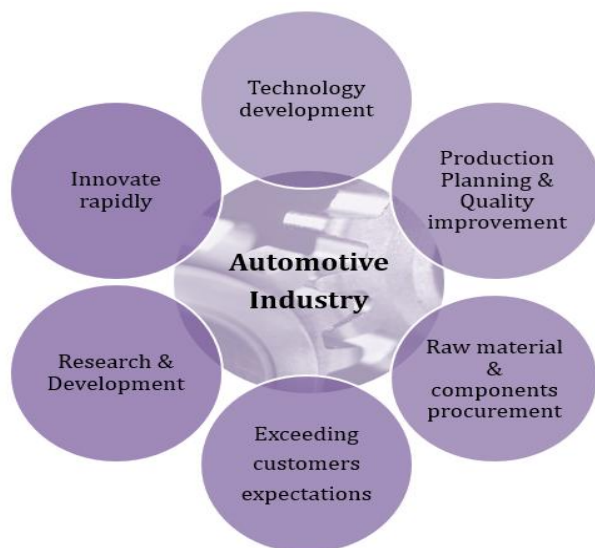 Technology
development
Production
Planning &
Quality
improvement
Raw material
&
components
procurement
Exceeding
customers
expectations
Research &
Development
Innovate
rapidly
Automotive
Industry